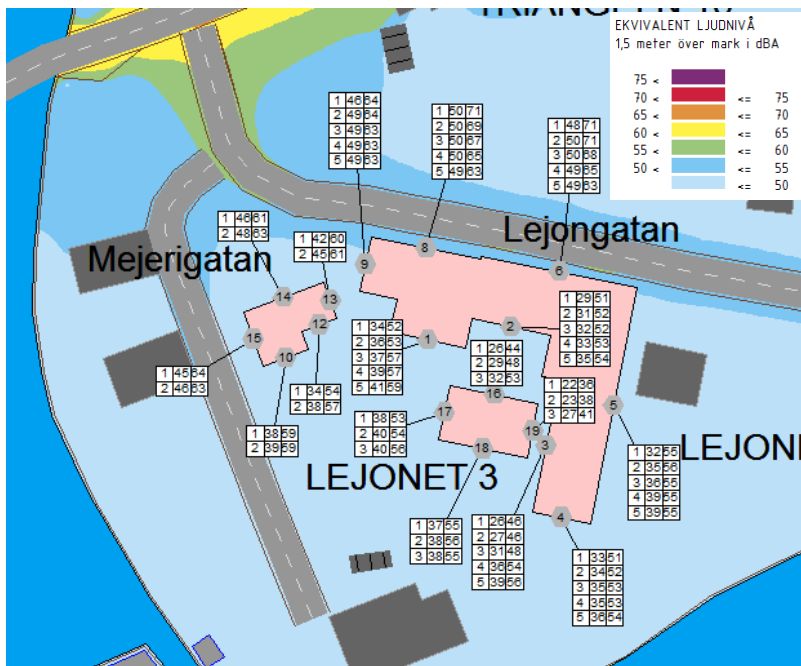 EKVIVALENT LJUDNIVÅ
1,5 meter över mark i dBA
75 <
70 < <= 75
65 < <= 70
60 < <= 65
55 < <= 60
50 < <= 55
<= 50
1 46 64
2 49 64
3 49 63
4 49 63
5 49 63
1 50 71
2 50 69
3 50 67
4 50 65
5 49 63
1 48 71
2 50 71
3 50 68
4 49 65
5 49 63
1 46 61
2 48 63
1 42 60
2 45 61
Lejongatan
Mejerigatan
9
8
6
14
13
12
15
10
1
2
1 29 51
2 31 52
3 32 52
4 33 53
5 35 54
1 34 52
2 36 53
3 37 57
4 39 57
5 41 59
1 26 44
2 29 48
3 32 53
1 45 64
2 46 63
1 34 54
2 38 57
1 22 36
2 23 38
3 27 41
16
17
5
19
3
18
4
1 38 53
2 40 54
3 40 56
1 38 59
2 39 59
LEJONET 3
LEJON
1 32 55
2 35 56
3 36 55
4 39 55
5 39 55
1 37 55
2 38 56
3 38 55
1 26 46
2 27 46
3 31 48
4 36 54
5 39 56
1 33 51
2 34 52
3 35 53
4 35 53
5 36 54